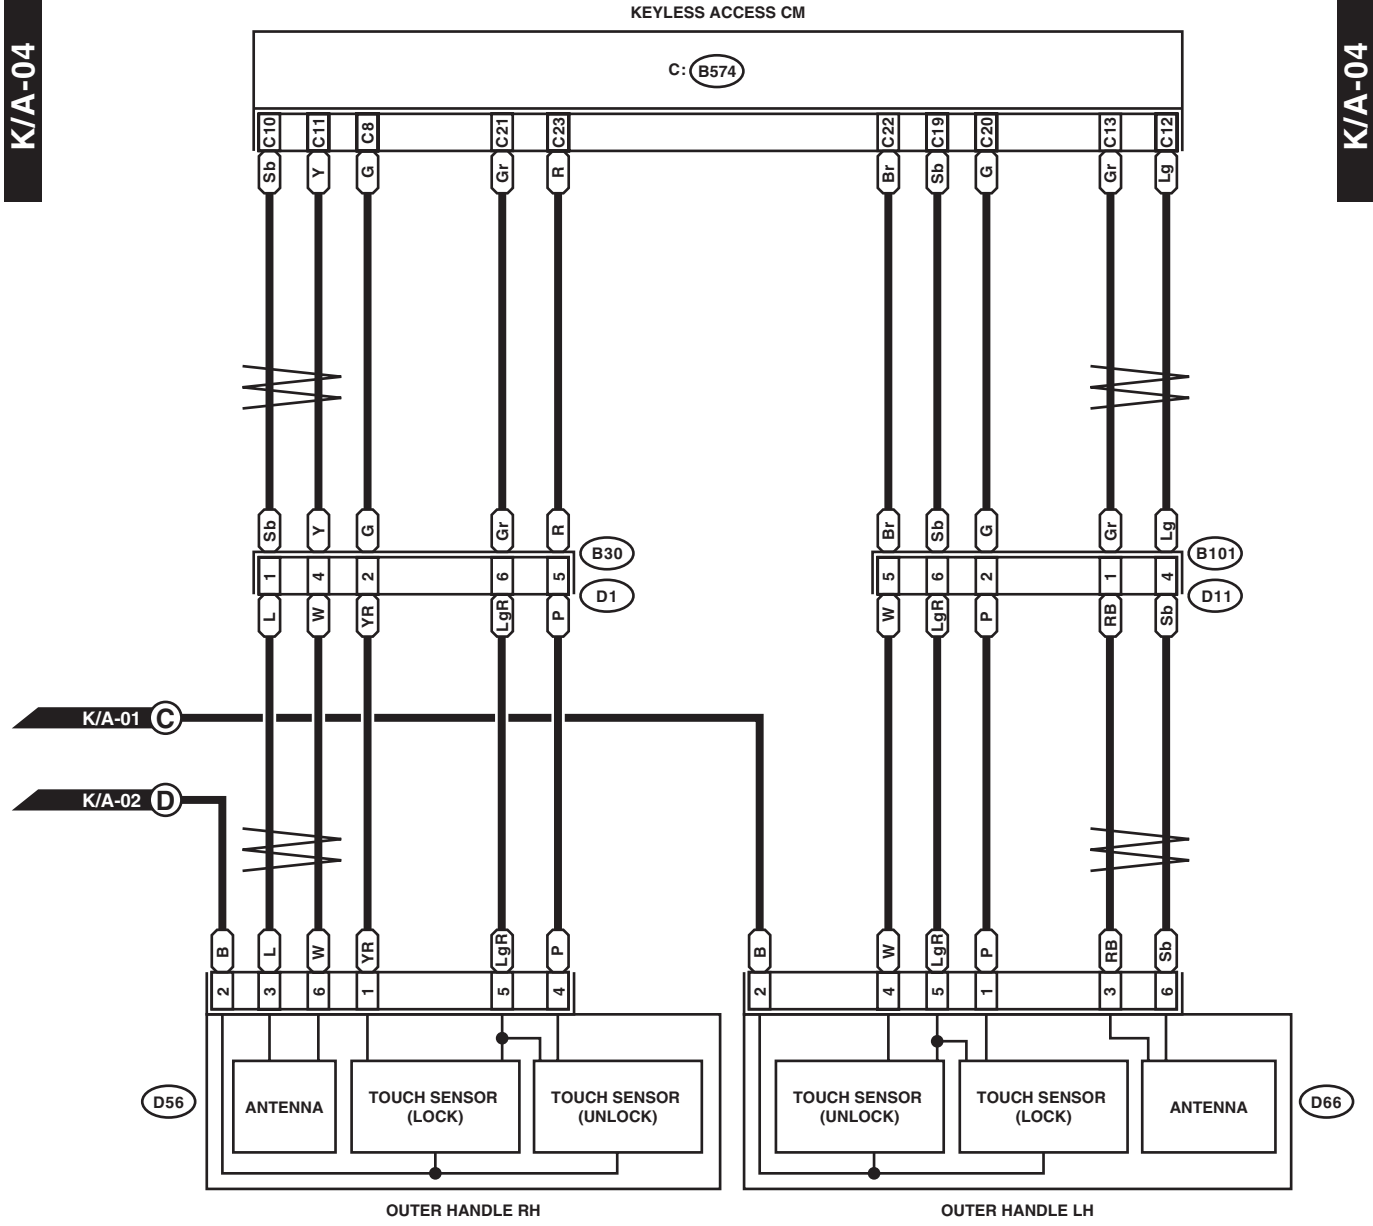 KEYLESS ACCESS CM
K/A-04
K/A-04
C: B574
C10 C11 C8 C21 C23 C22 C19 C20 C13 C12
Sb Y G Gr R Br Sb G Gr Lg
Sb Y G Gr R Br Sb G Gr Lg
B30 B101
1 4 2 6 5 5 6 2 1 4
D1 D11
L W YR LgR P W LgR P RB Sb
K/A-01 C
K/A-02 D
B L W YR LgR P B W LgR P RB Sb
2 3 6 1 5 4 2 4 5 1 3 6
D56
ANTENNA
TOUCH SENSOR
(LOCK)
TOUCH SENSOR
(UNLOCK)
TOUCH SENSOR
(UNLOCK)
TOUCH SENSOR
(LOCK)
ANTENNA
D66
OUTER HANDLE RH
OUTER HANDLE LH